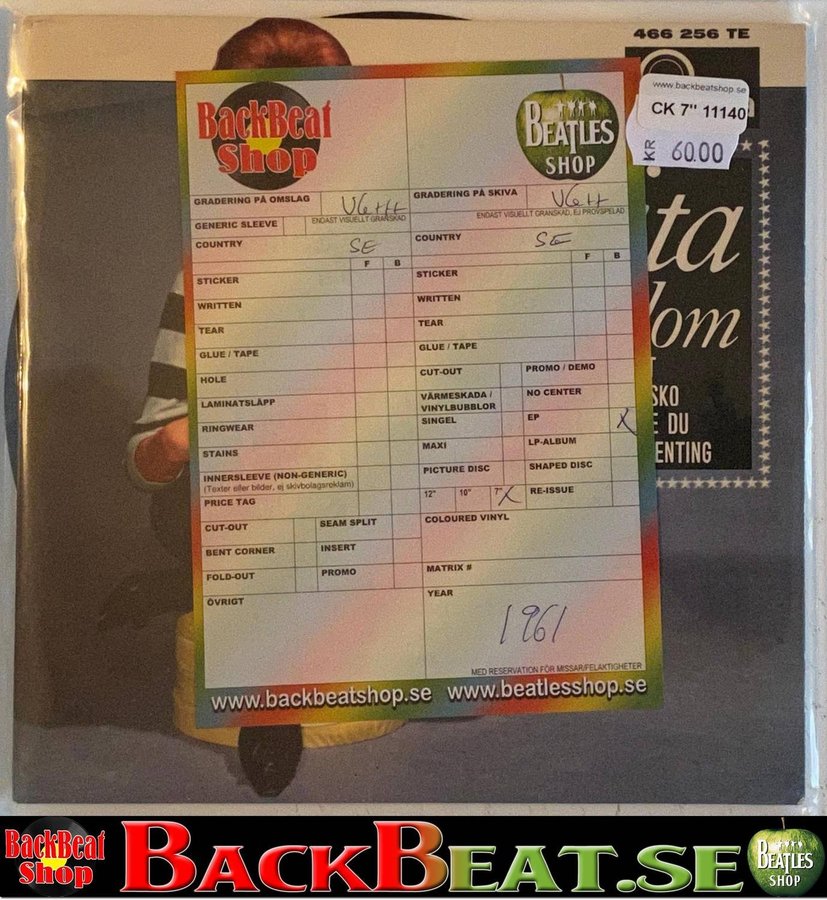 466 256 TE
www.backbeatshop.se
CK 7" 11140
KR 60.00
BackBeat
Shop
BEATLES
SHOP
GRADERING PÅ OMSLAG VG++
GRADERING PÅ SKIVA VG++
ENDAST VISUELLT GRANSKAD
ENDAST VISUELLT GRANSKAD, EJ PROVSPELAD
GENERIC SLEEVE
COUNTRY SE
COUNTRY SE
F B
F B
STICKER
STICKER
WRITTEN
WRITTEN
TEAR
TEAR
GLUE / TAPE
GLUE / TAPE
HOLE
CUT-OUT
PROMO / DEMO
LAMINATSLÄPP
VÄRMESKADA /
VINYLBUBBLOR
NO CENTER
RINGWEAR
SINGEL
EP X
STAINS
MAXI
LP-ALBUM
INNERSLEEVE (NON-GENERIC)
(Texter eller bilder, ej skivbolagsreklam)
PICTURE DISC
SHAPED DISC
PRICE TAG
12" 10" 7" X
RE-ISSUE
CUT-OUT
SEAM SPLIT
COLOURED VINYL
BENT CORNER
INSERT
FOLD-OUT
PROMO
MATRIX #
ÖVRIGT
YEAR
1961
MED RESERVATION FÖR MISSAR/FELAKTIGHETER
www.backbeatshop.se www.beatlesshop.se
ita
lom
SKO
E DU
ENTING
BackBeat
Shop
BACKBEAT.SE
BEATLES
SHOP